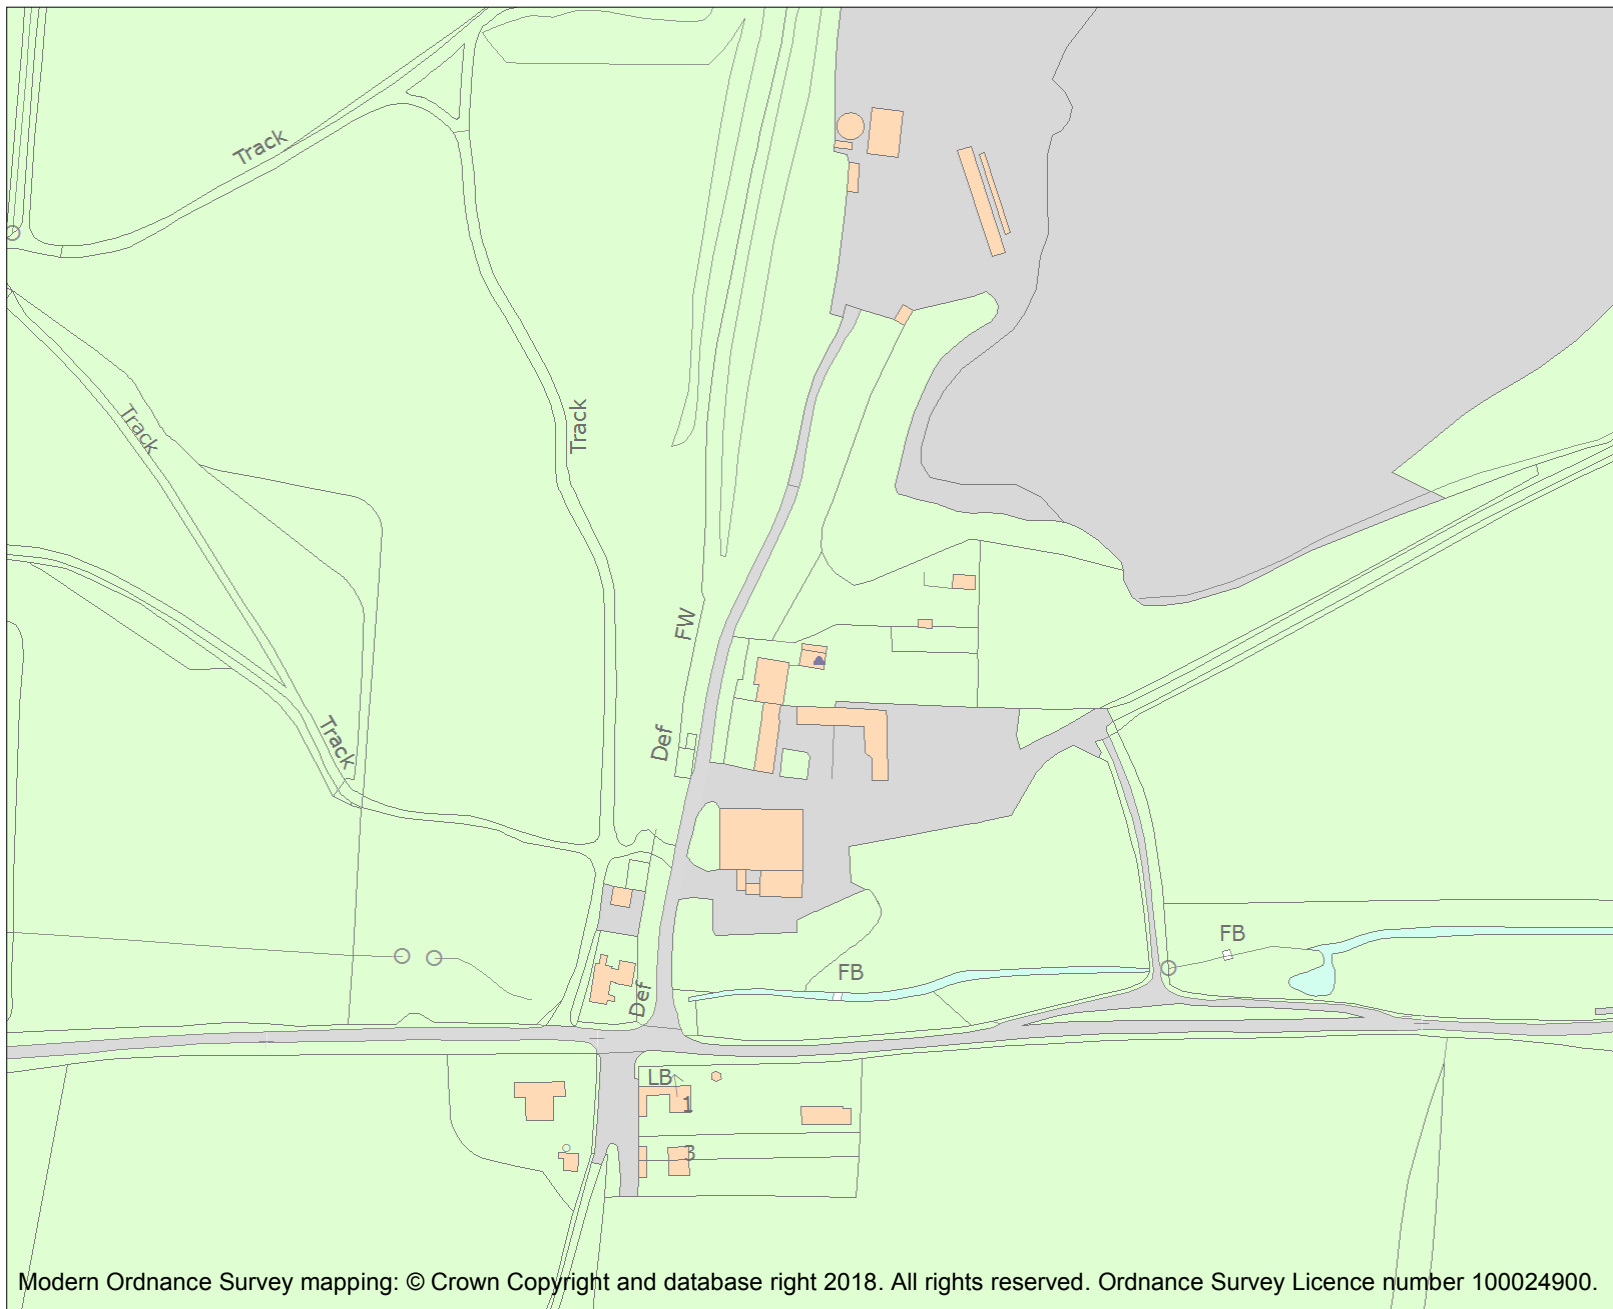 Track
Track
Track
FW
Track
Def
FB
FB
Def
LB
1
3
Modern Ordnance Survey mapping: © Crown Copyright and database right 2018. All rights reserved. Ordnance Survey Licence number 100024900.